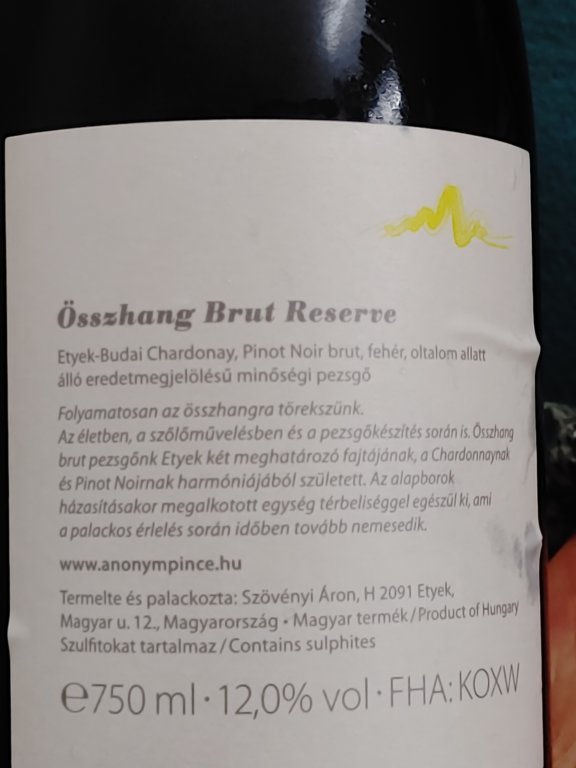 Összhang Brut Reserve
Etyek-Budai Chardonay, Pinot Noir brut, fehér, oltalom allatt
álló eredetmegjelölésű minőségi pezsgő
Folyamatosan az összhangra törekszünk.
Az életben, a szőlőművelésben és a pezsgőkészítés során is. Összhang
brut pezsgőnk Etyek két meghatározó fajtájának, a Chardonnaynak
és Pinot Noirnak harmóniájából született. Az alapborok
házasításakor megalkotott egység térbeliséggel egészül ki, ami
a palackos érlelés során időben tovább nemesedik.
www.anonympince.hu
Termelte és palackozta: Szövényi Áron, H 2091 Etyek,
Magyar u. 12., Magyarország • Magyar termék / Product of Hungary
Szulfitokat tartalmaz / Contains sulphites
℮750 ml · 12,0% vol · FHA: KOXW